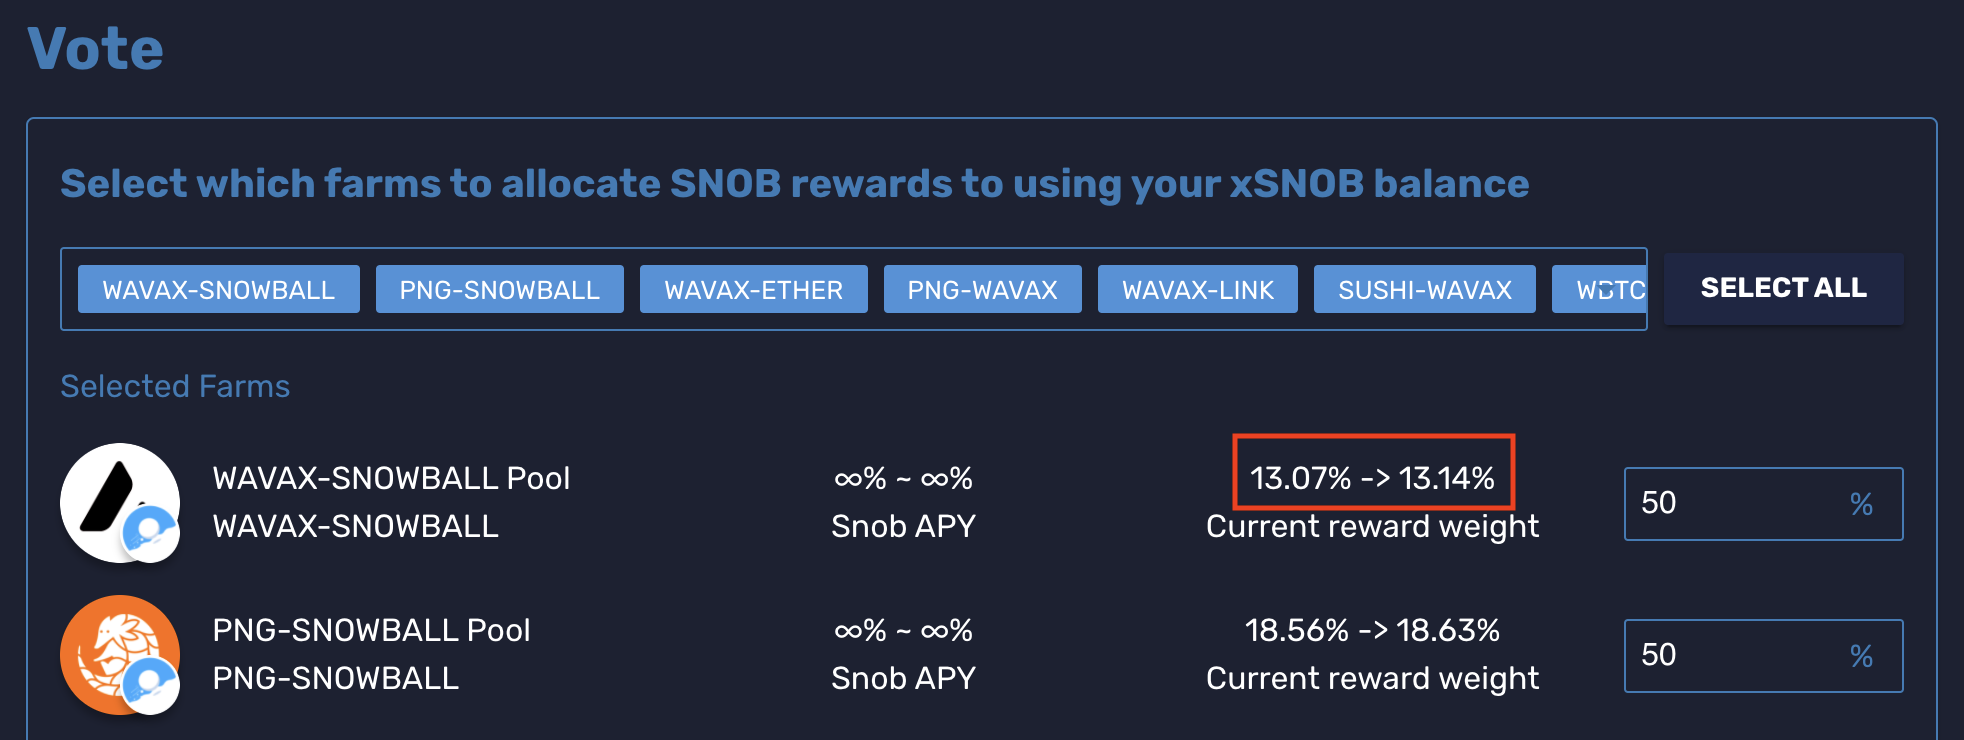 Vote
Select which farms to allocate SNOB rewards to using your xSNOB balance
WAVAX-SNOWBALL PNG-SNOWBALL WAVAX-ETHER PNG-WAVAX WAVAX-LINK SUSHI-WAVAX SELECT ALL
Selected Farms
WAVAX-SNOWBALL Pool ∞% ~ ∞% 13.07% -> 13.14% 50 %
WAVAX-SNOWBALL Snob APY Current reward weight
PNG-SNOWBALL Pool ∞% ~ ∞% 18.56% -> 18.63% 50 %
PNG-SNOWBALL Snob APY Current reward weight